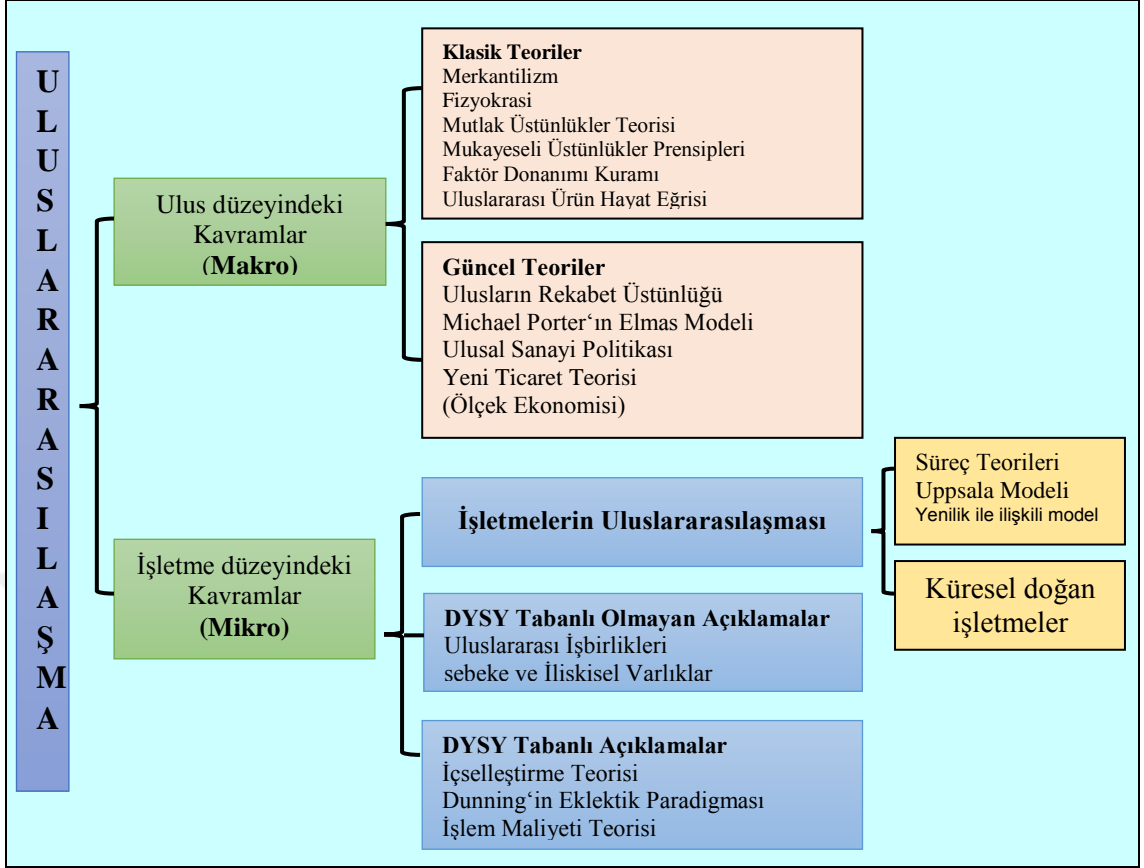 ULUSLARARASILAŞMA
Ulus düzeyindeki
Kavramlar
(Makro)
Klasik Teoriler
Merkantilizm
Fizyokrasi
Mutlak Üstünlükler Teorisi
Mukayeseli Üstünlükler Prensipleri
Faktör Donanımı Kuramı
Uluslararası Ürün Hayat Eğrisi
Güncel Teoriler
Ulusların Rekabet Üstünlüğü
Michael Porter‘ın Elmas Modeli
Ulusal Sanayi Politikası
Yeni Ticaret Teorisi
(Ölçek Ekonomisi)
İşletme düzeyindeki
Kavramlar
(Mikro)
İşletmelerin Uluslararasılaşması
Süreç Teorileri
Uppsala Modeli
Yenilik ile ilişkili model
Küresel doğan
işletmeler
DYSY Tabanlı Olmayan Açıklamalar
Uluslararası İşbirlikleri
sebeke ve İliskisel Varlıklar
DYSY Tabanlı Açıklamalar
İçselleştirme Teorisi
Dunning‘in Eklektik Paradigması
İşlem Maliyeti Teorisi